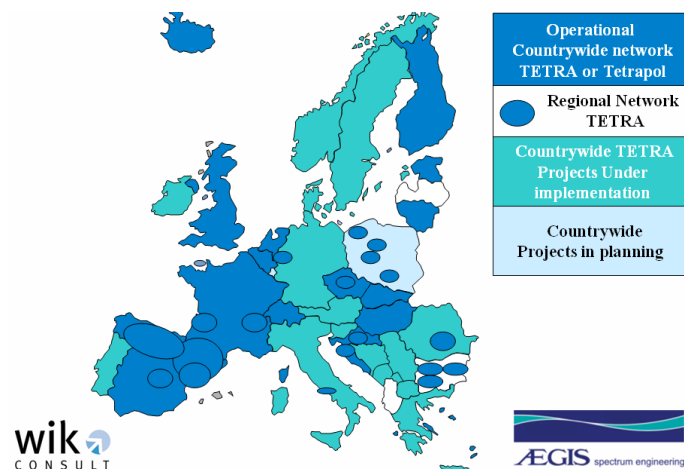 Operational
Countrywide network
TETRA or Tetrapol
Regional Network
TETRA
Countrywide TETRA
Projects Under
implementation
Countrywide
Projects in planning
wik
CONSULT
ÆGIS spectrum engineering